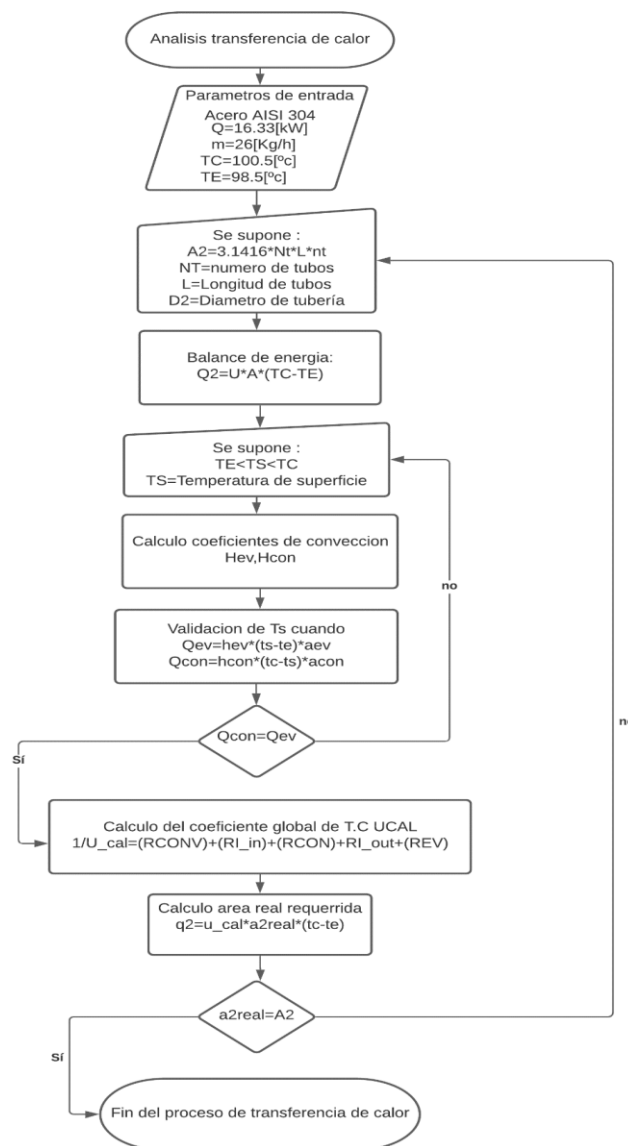 Analisis transferencia de calor
Parametros de entrada
Acero AISI 304
Q=16.33[kW]
m=26[Kg/h]
TC=100.5[ºc]
TE=98.5[ºc]
Se supone :
A2=3.1416*Nt*L*nt
NT=numero de tubos
L=Longitud de tubos
D2=Diametro de tubería
Balance de energia:
Q2=U*A*(TC-TE)
Se supone :
TE<TS<TC
TS=Temperatura de superficie
Calculo coeficientes de conveccion
Hev,Hcon
no
Validacion de Ts cuando
Qev=hev*(ts-te)*aev
Qcon=hcon*(tc-ts)*acon
Qcon=Qev
Sí
Calculo del coeficiente global de T.C UCAL
1/U_cal=(RCONV)+(RI_in)+(RCON)+RI_out+(REV)
Calculo area real requerrida
q2=u_cal*a2real*(tc-te)
a2real=A2
Sí
Fin del proceso de transferencia de calor